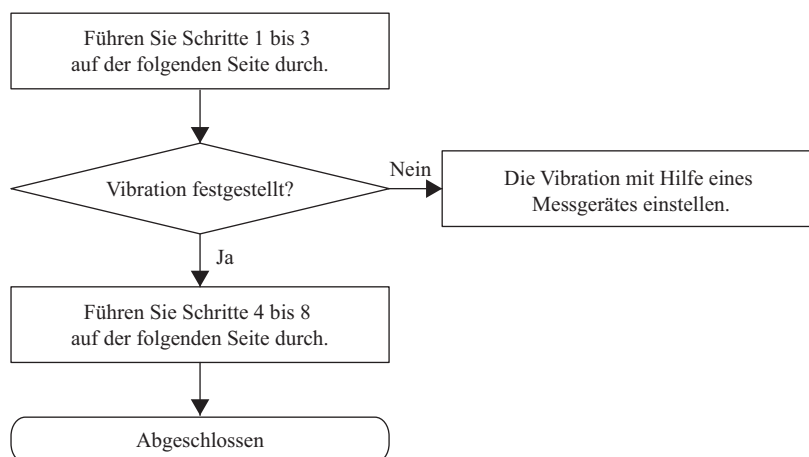 Führen Sie Schritte 1 bis 3
auf der folgenden Seite durch.
Vibration festgestellt?
Nein
Die Vibration mit Hilfe eines
Messgerätes einstellen.
Ja
Führen Sie Schritte 4 bis 8
auf der folgenden Seite durch.
Abgeschlossen